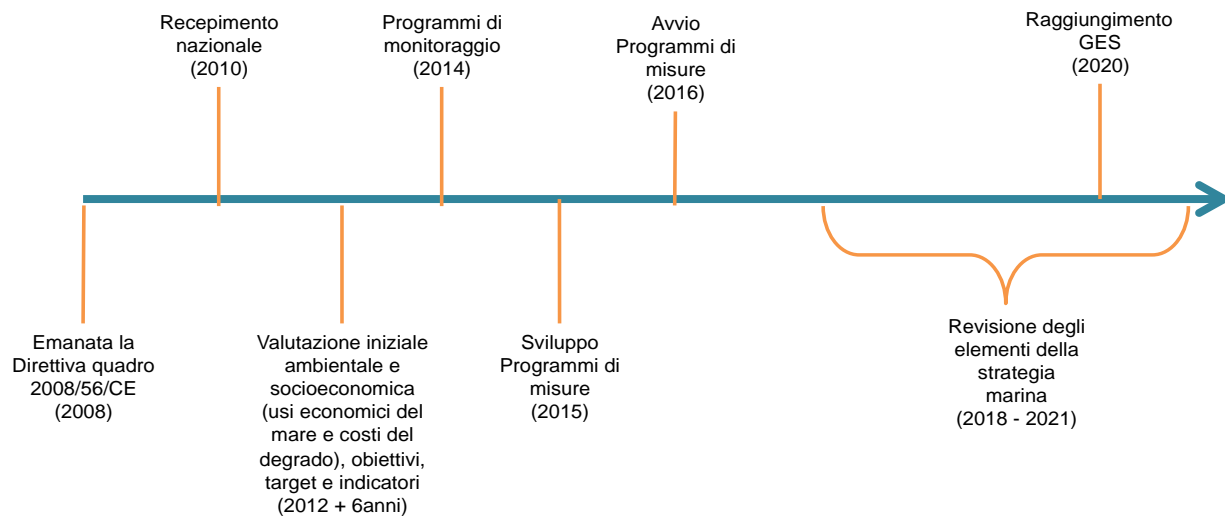 Recepimento
nazionale
(2010)
Programmi di
monitoraggio
(2014)
Avvio
Programmi di
misure
(2016)
Raggiungimento
GES
(2020)
Emanata la
Direttiva quadro
2008/56/CE
(2008)
Valutazione iniziale
ambientale e
socioeconomica
(usi economici del
mare e costi del
degrado), obiettivi,
target e indicatori
(2012 + 6anni)
Sviluppo
Programmi di
misure
(2015)
Revisione degli
elementi della
strategia
marina
(2018 - 2021)